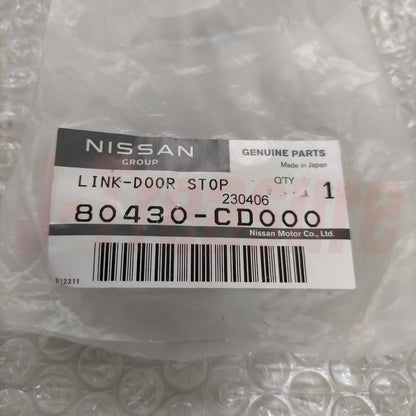 NISSAN
GROUP
GENUINE PARTS
Made in Japan
LINK-DOOR STOP
Q'TY
1
230406
80430-CD000
Nissan Motor Co., Ltd.
S12211